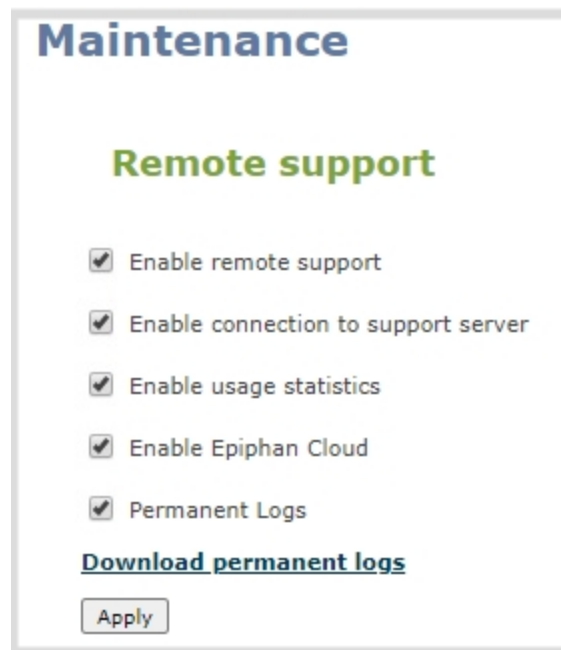 Maintenance
Remote support
Enable remote support
Enable connection to support server
Enable usage statistics
Enable Epiphan Cloud
Permanent Logs
Download permanent logs
Apply